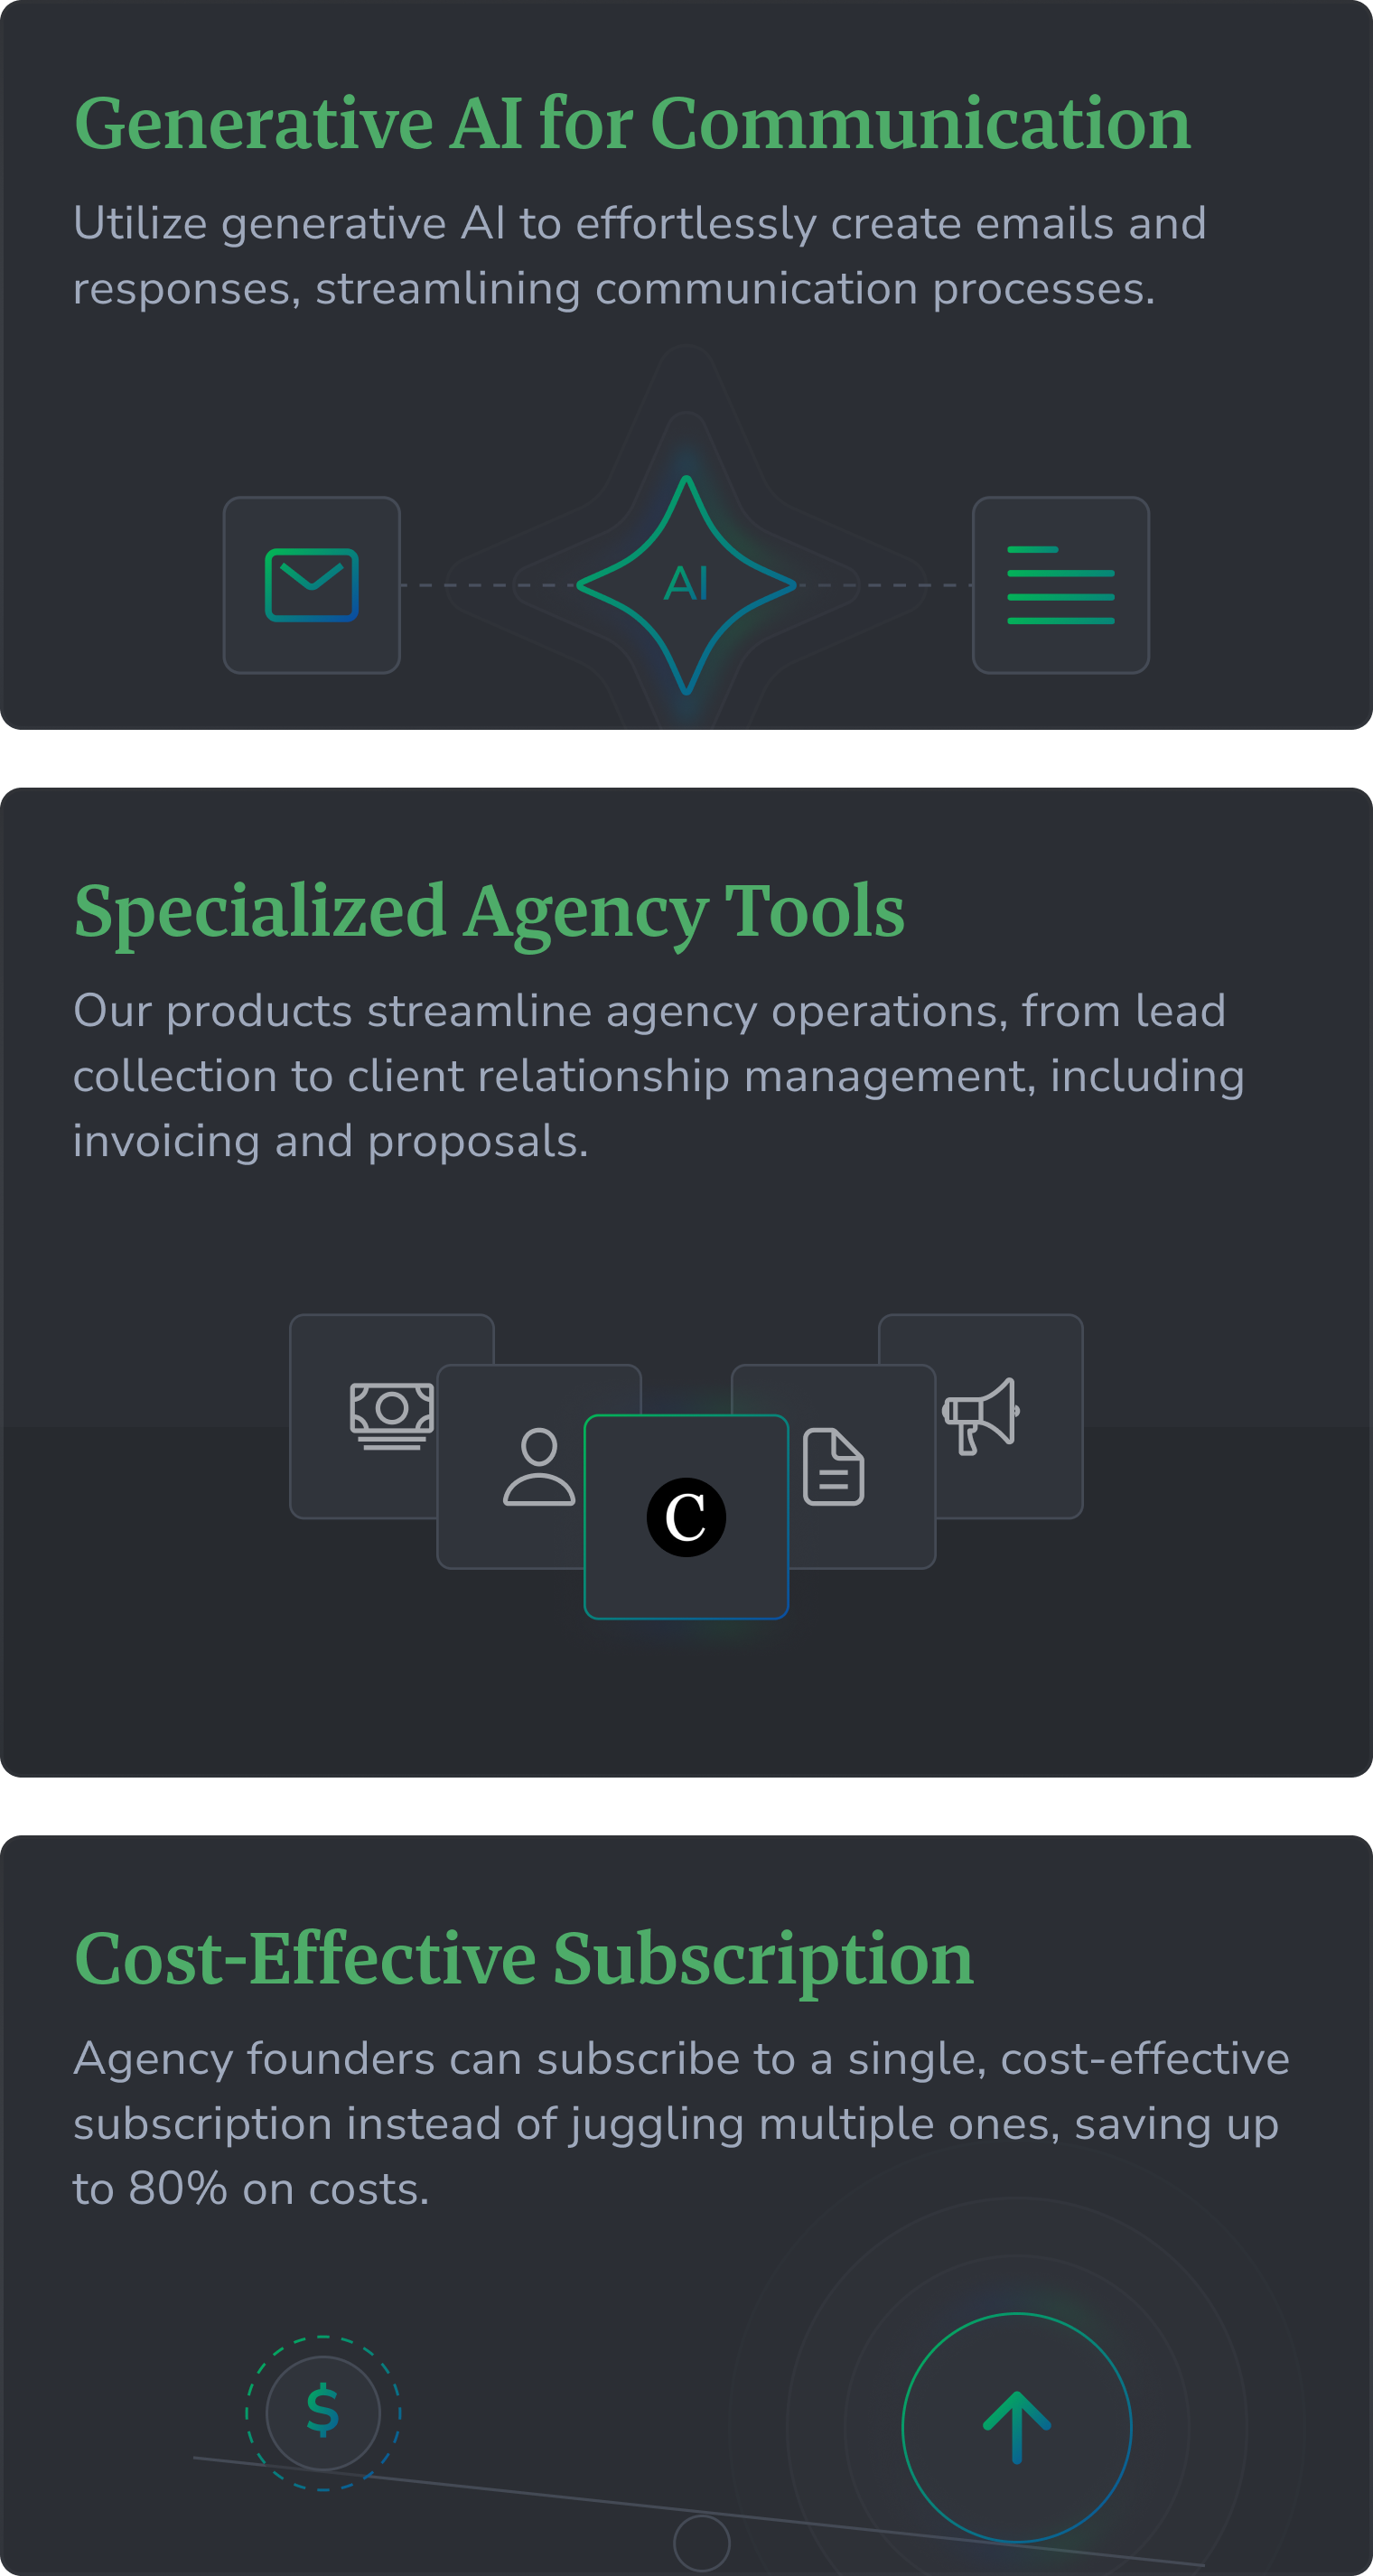 Generative AI for Communication
Utilize generative AI to effortlessly create emails and
responses, streamlining communication processes.
AI
Specialized Agency Tools
Our products streamline agency operations, from lead
collection to client relationship management, including
invoicing and proposals.
C
Cost-Effective Subscription
Agency founders can subscribe to a single, cost-effective
subscription instead of juggling multiple ones, saving up
to 80% on costs.
$